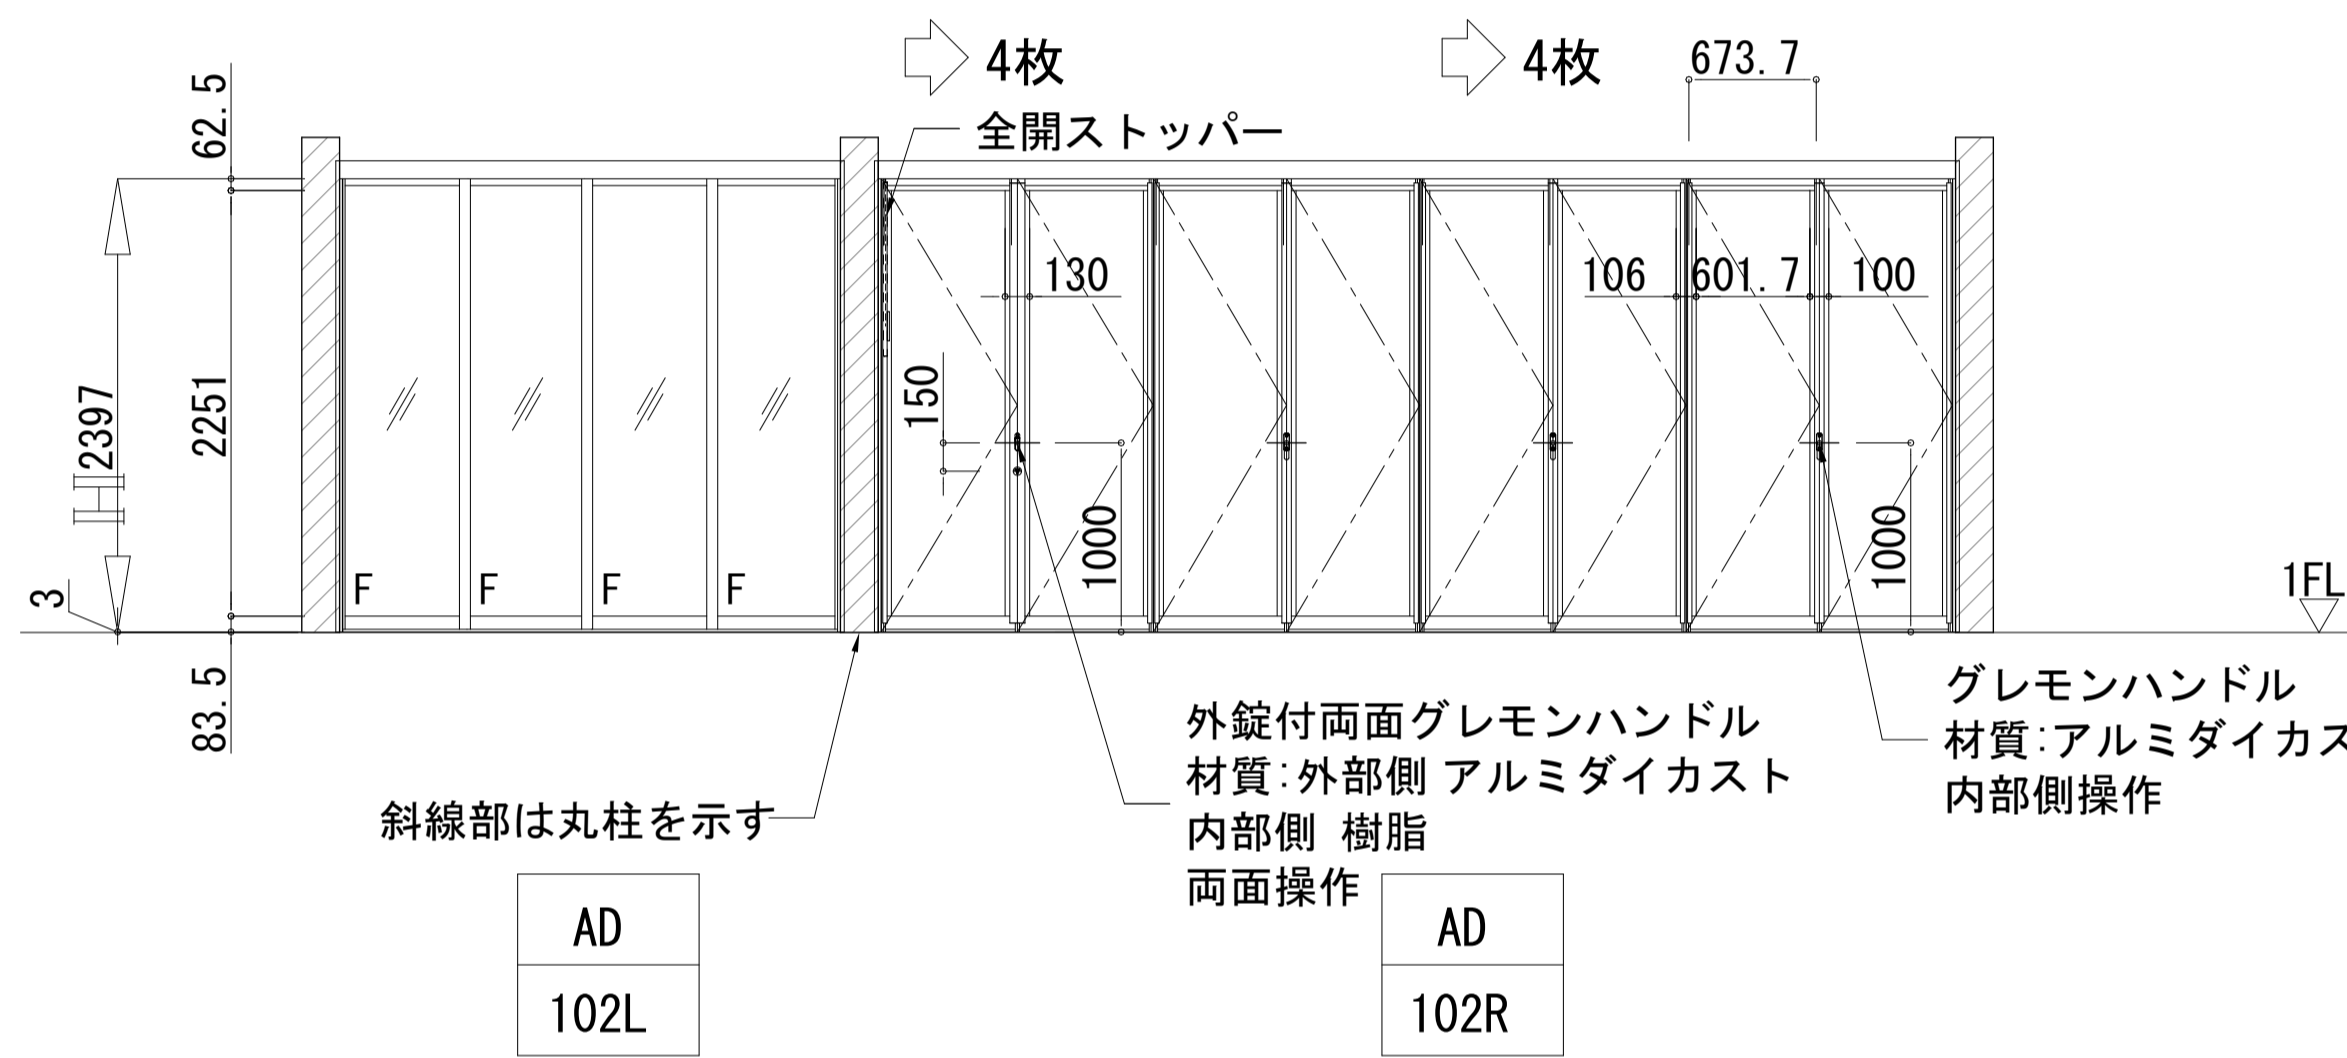 4枚
4枚
673.7
62.5
全開ストッパー
130
106
601.7
100
150
H
2397
2251
1000
1000
3
F
F
F
F
1FL
83.5
グレモンハンドル
材質:アルミダイカス
内部側操作
外錠付両面グレモンハンドル
材質:外部側 アルミダイカスト
内部側 樹脂
両面操作
斜線部は丸柱を示す
AD
102L
AD
102R